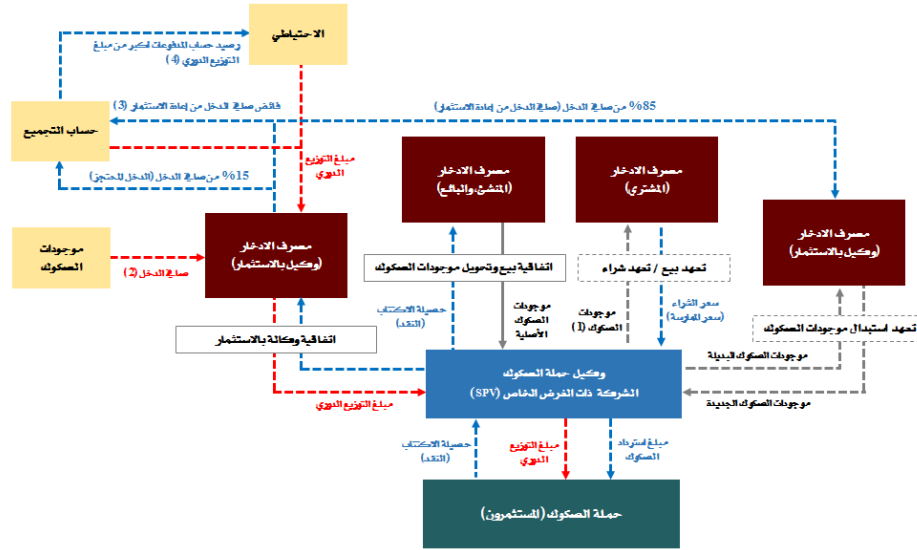 الاحتياطي
رصيد حساب المدفوعات أكبر من مبلغ
التوزيع الدوري (4)
حساب التجميع
فائض صافي الدخل من إعادة الاستثمار (3)
85% من صافي الدخل (صافي الدخل من إعادة الاستثمار)
15% من صافي الدخل (الدخل المحتجز)
مبلغ التوزيع
الدوري
مصرف الادخار
(المنشئ والبائع)
مصرف الادخار
(المشتري)
مصرف الادخار
(وكيل بالاستثمار)
مصرف الادخار
(وكيل بالاستثمار)
موجودات
الصكوك
صافي الدخل (2)
اتفاقية بيع وتحويل موجودات الصكوك
تعهد بيع / تعهد شراء
حصيلة الاكتتاب
(النقد)
موجودات
الصكوك
الأصلية
موجودات
الصكوك (1)
سعر الشراء
(سعر الممارسة)
تعهد استبدال موجودات الصكوك
اتفاقية وكالة بالاستثمار
موجودات الصكوك البديلة
موجودات الصكوك الجديدة
وكيل حملة الصكوك
الشركة ذات الغرض الخاص (SPV)
مبلغ التوزيع الدوري
حصيلة الاكتتاب
(النقد)
مبلغ التوزيع
الدوري
مبلغ استرداد
الصكوك
حملة الصكوك (المستثمرون)